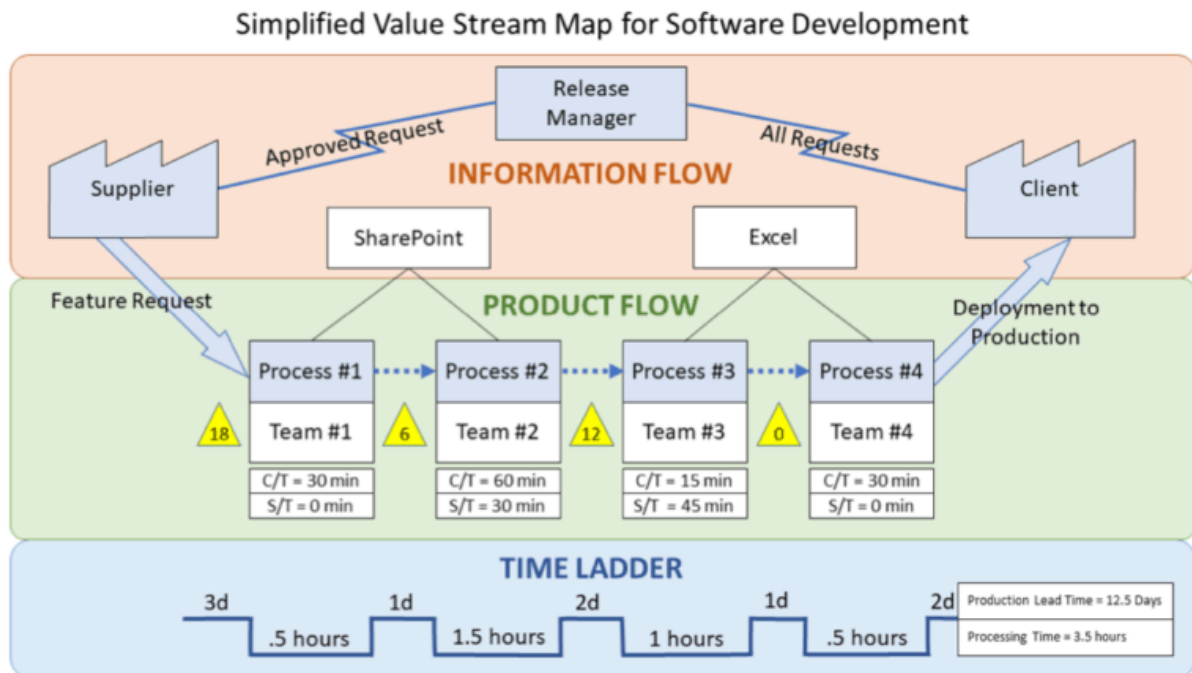 Simplified Value Stream Map for Software Development
Release
Manager
Approved Request
All Requests
INFORMATION FLOW
Supplier
Client
SharePoint
Excel
Feature Request
PRODUCT FLOW
Deployment to
Production
Process #1
Process #2
Process #3
Process #4
18
Team #1
6
Team #2
12
Team #3
0
Team #4
C/T = 30 min
C/T = 60 min
C/T = 15 min
C/T = 30 min
S/T = 0 min
S/T = 30 min
S/T = 45 min
S/T = 0 min
TIME LADDER
3d
1d
2d
1d
2d
Production Lead Time = 12.5 Days
.5 hours
1.5 hours
1 hours
.5 hours
Processing Time = 3.5 hours